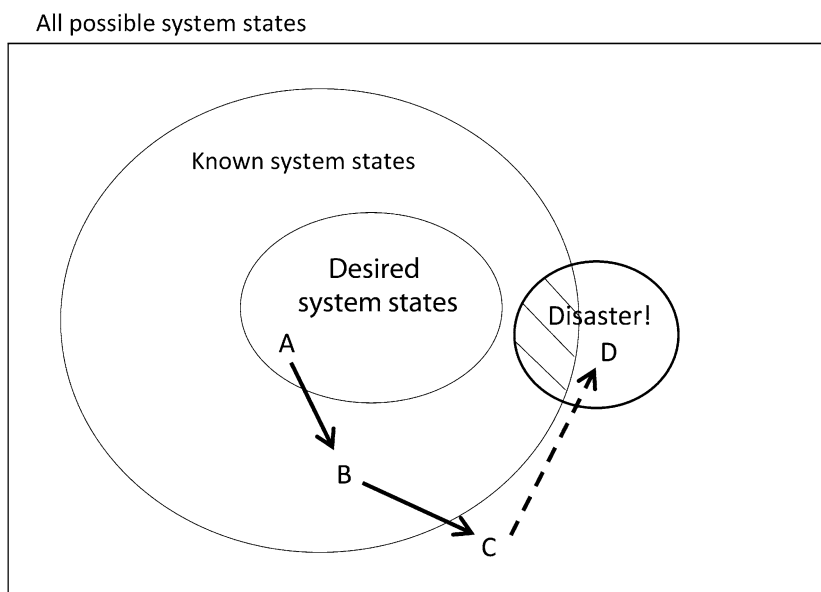 All possible system states
Known system states
Desired
system states
Disaster!
A
D
B
C